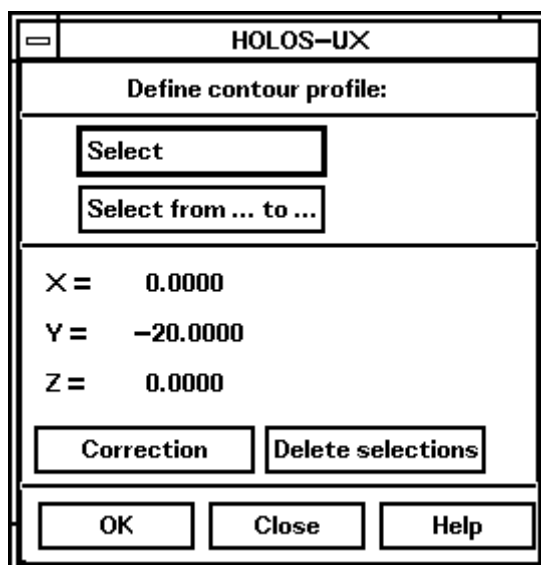 HOLOS-UX
Define contour profile:
Select
Select from ... to ...
X = 0.0000
Y = -20.0000
Z = 0.0000
Correction Delete selections
OK Close Help